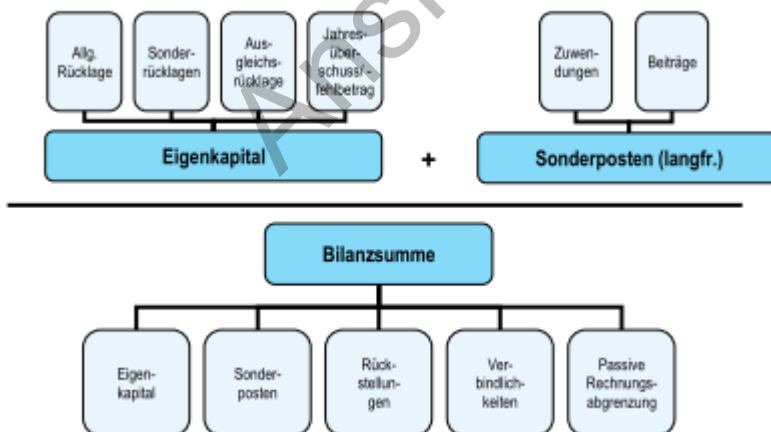 Allg.
Rücklage
Sonder-
rücklagen
Aus-
gleichs-
rücklage
Jahres-
über-
schuss/-
fehlbetrag
Zuwen-
dungen
Beiträge
Eigenkapital
+
Sonderposten (langfr.)
Bilanzsumme
Eigen-
kapital
Sonder-
posten
Rück-
stellun-
gen
Ver-
bindlich-
keiten
Passive
Rechnungs-
abgrenzung